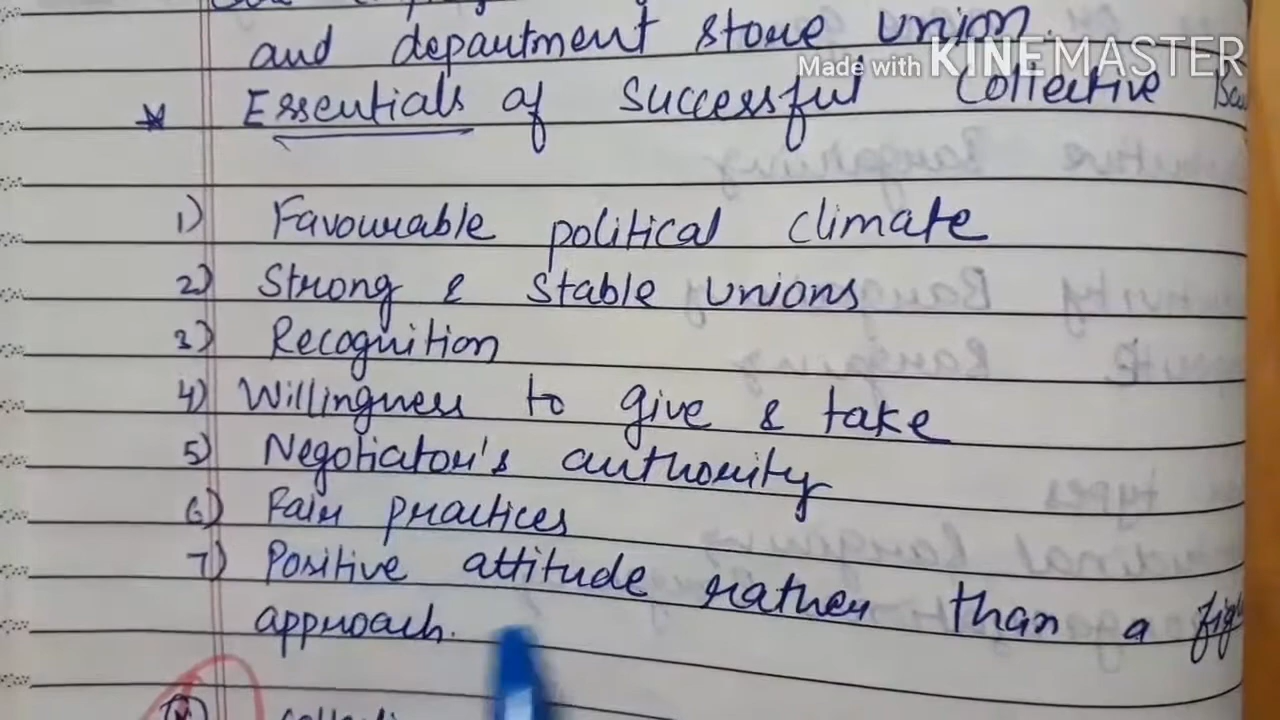 and department store union.
Made with KINEMASTER
* Essentials of successful Collective
1) Favourable political climate
2) Strong & stable unions
3) Recognition
4) Willingness to give & take
5) Negotiator's authority
6) Fair practices
7) Positive attitude rather than a
approach.